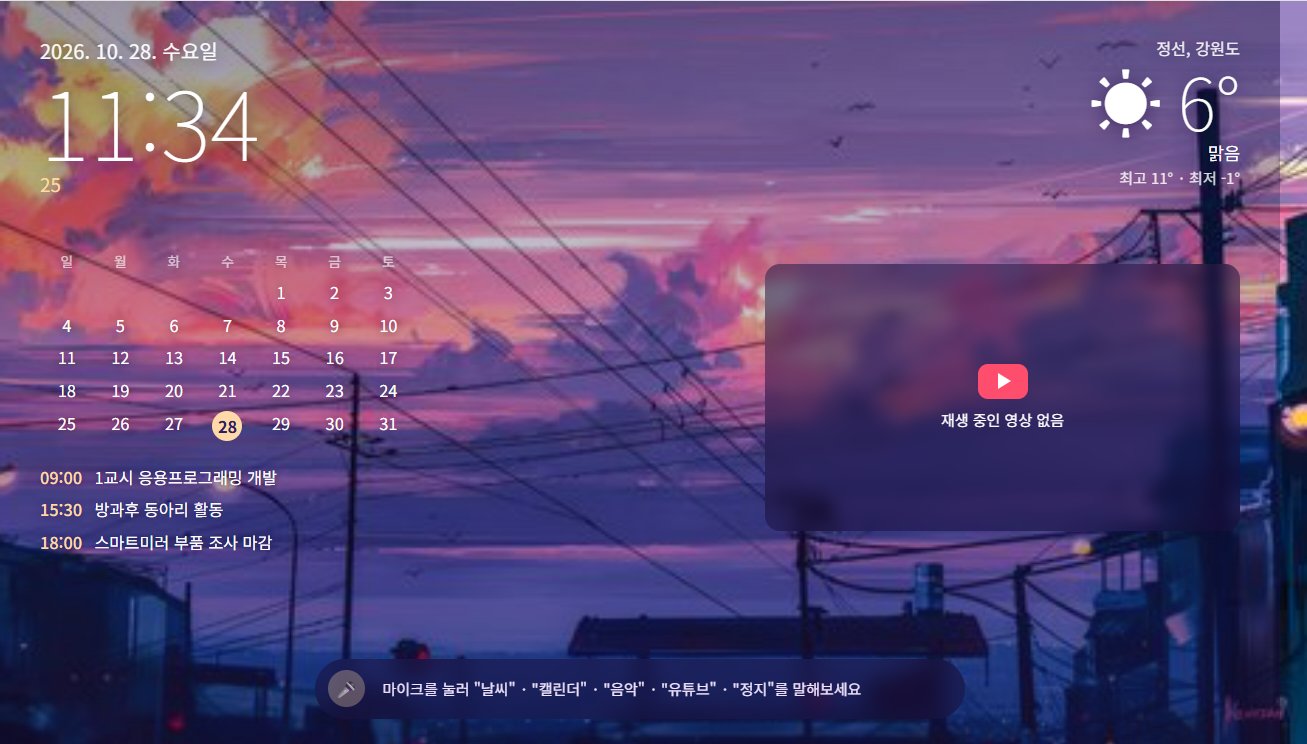 2026. 10. 28. 수요일
11:34
25
정선, 강원도
6°
맑음
최고 11° · 최저 -1°
일 월 화 수 목 금 토
1 2 3
4 5 6 7 8 9 10
11 12 13 14 15 16 17
18 19 20 21 22 23 24
25 26 27 28 29 30 31
09:00 1교시 응용프로그래밍 개발
15:30 방과후 동아리 활동
18:00 스마트미러 부품 조사 마감
재생 중인 영상 없음
마이크를 눌러 "날씨" · "캘린더" · "음악" · "유튜브" · "정지"를 말해보세요